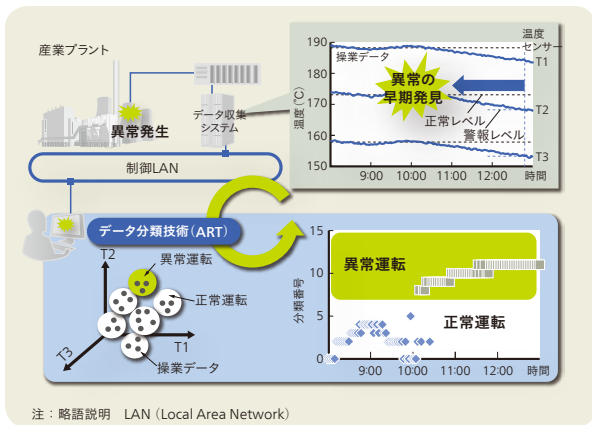 産業プラント
異常発生
データ収集
システム
制御LAN
190
180
170
160
150
温度（℃）
操業データ
異常の
早期発見
正常レベル
警報レベル
温度
センサー
T1
T2
T3
9:00 10:00 11:00 12:00 時間
データ分類技術（ART）
T2
T1
T3
異常運転
正常運転
操業データ
15
10
5
0
分類番号
異常運転
正常運転
9:00 10:00 11:00 12:00 時間
注：略語説明 LAN（Local Area Network）